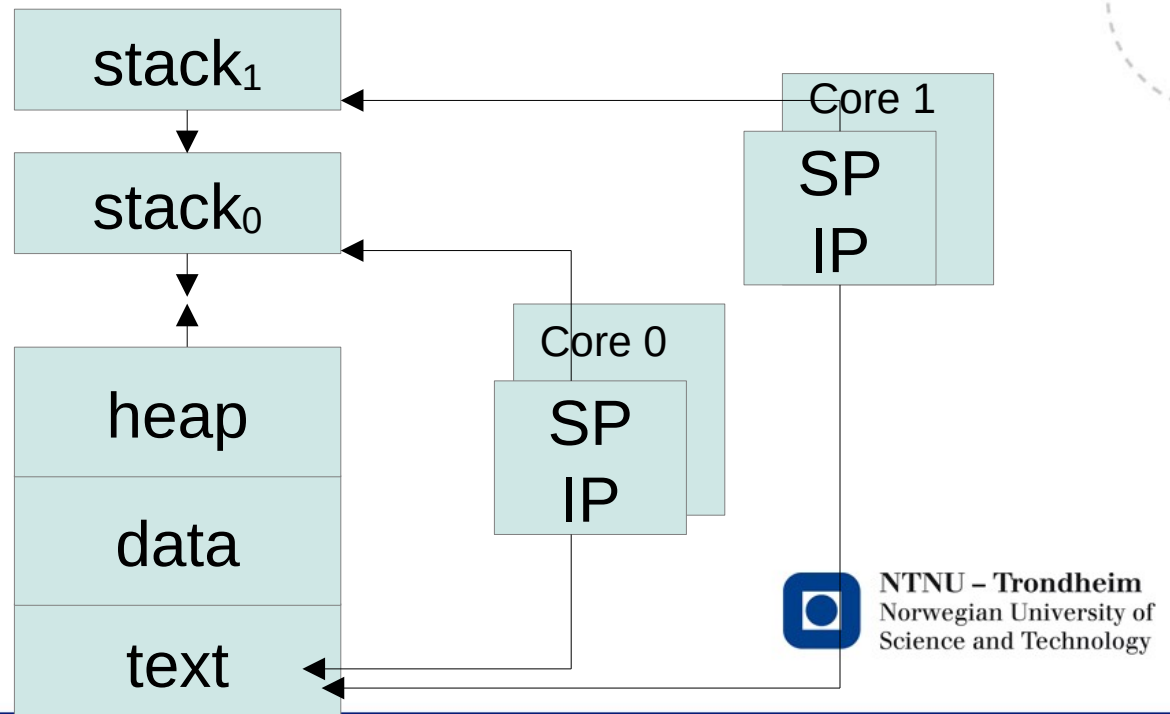 stack1
stack0
heap
data
text
Core 1
SP
IP
Core 0
SP
IP
NTNU – Trondheim
Norwegian University of
Science and Technology